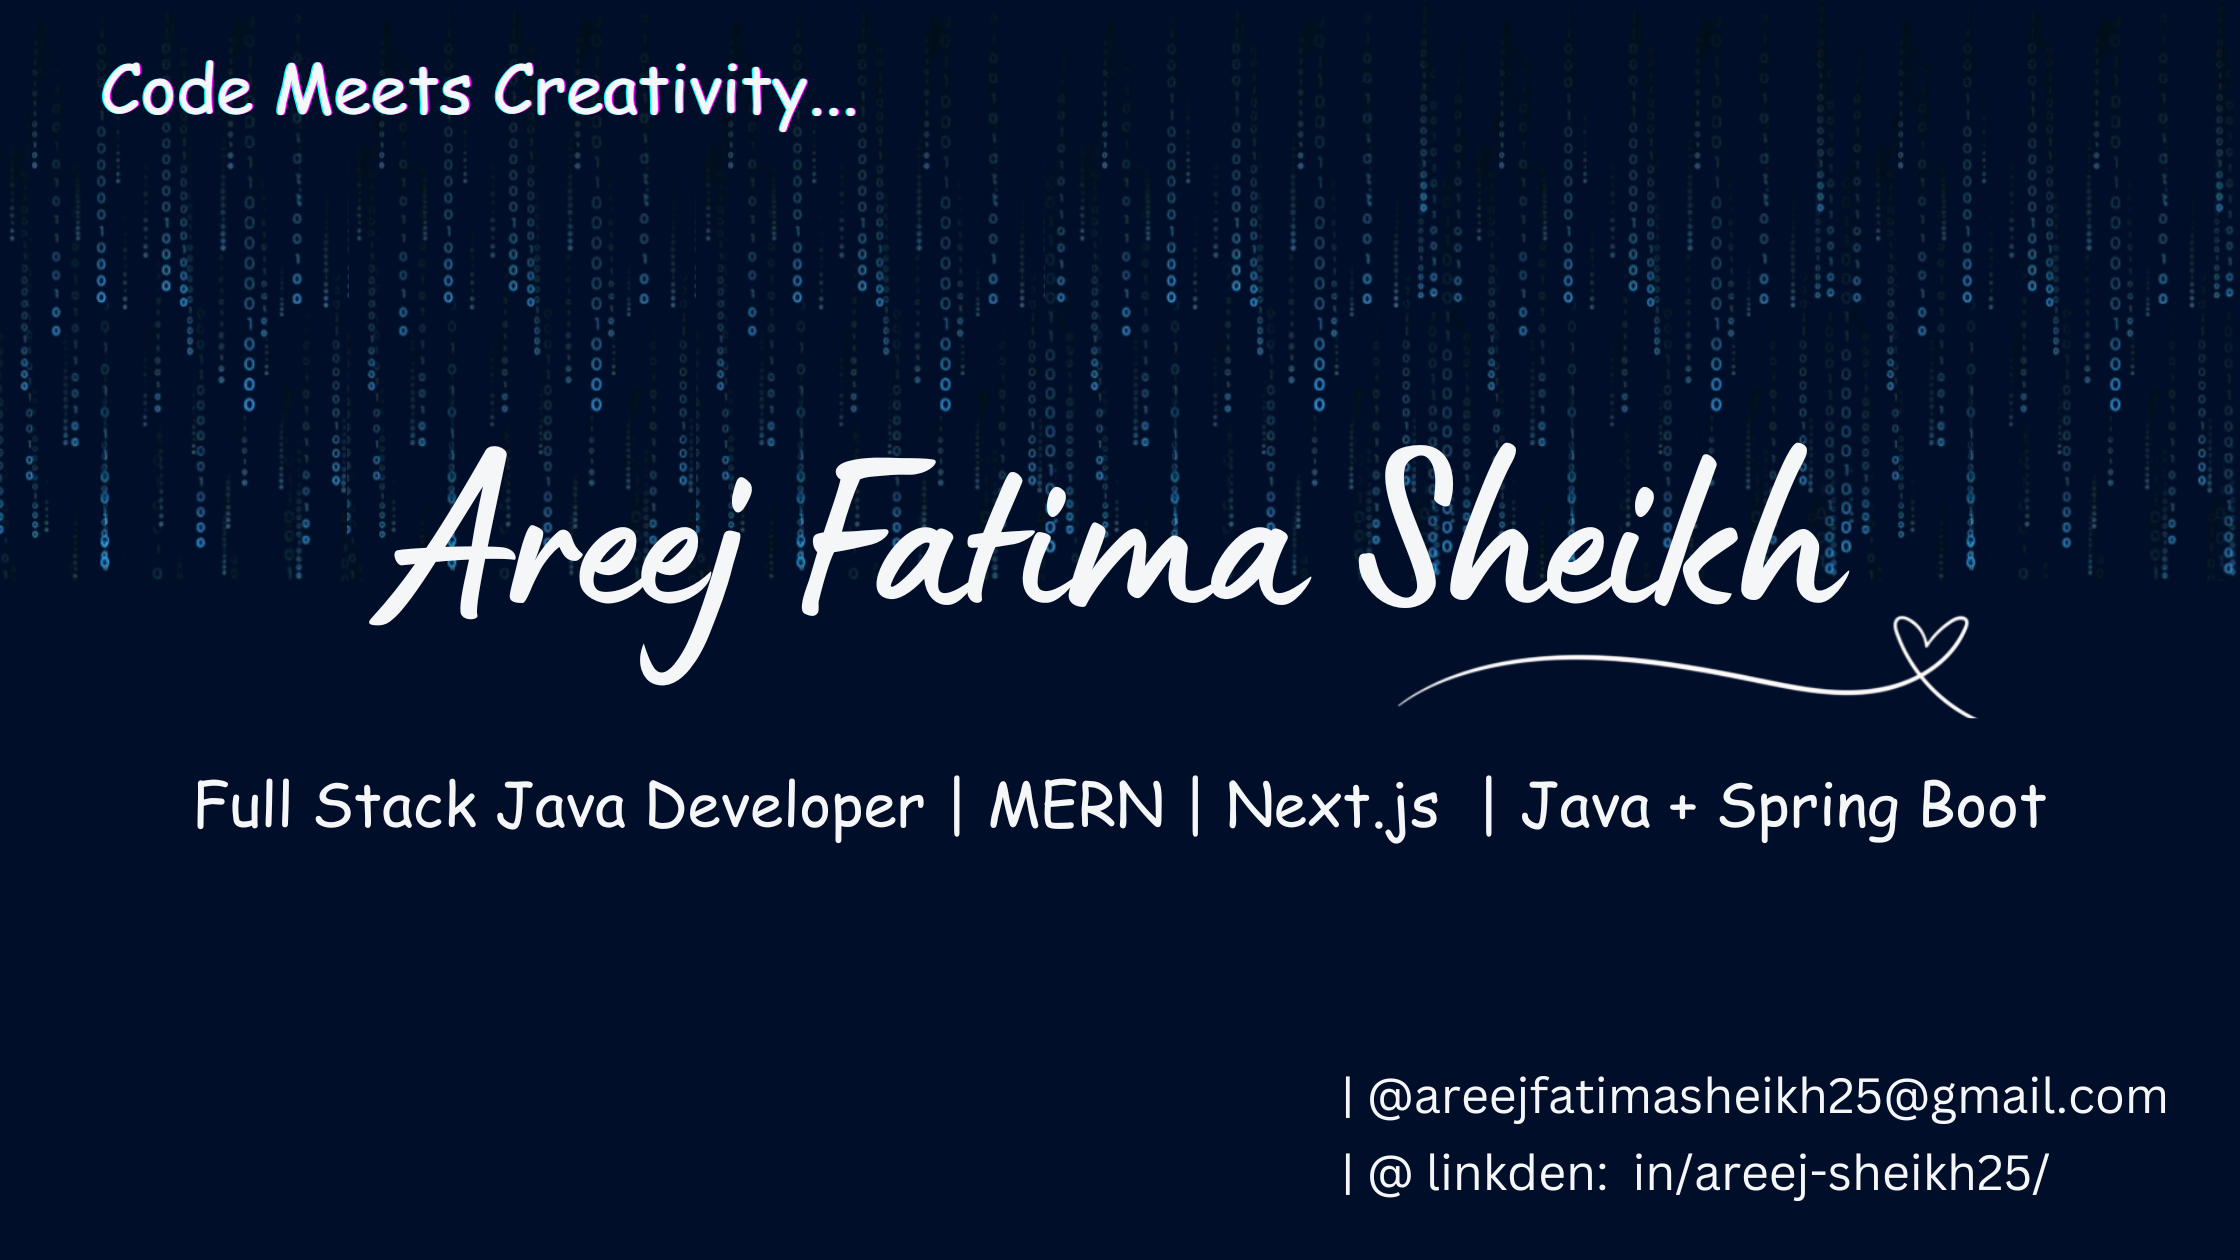 Code Meets Creativity...
Areej Fatima Sheikh
Full Stack Java Developer | MERN | Next.js | Java + Spring Boot
| @areejfatimasheikh25@gmail.com
| @ linkden: in/areej-sheikh25/